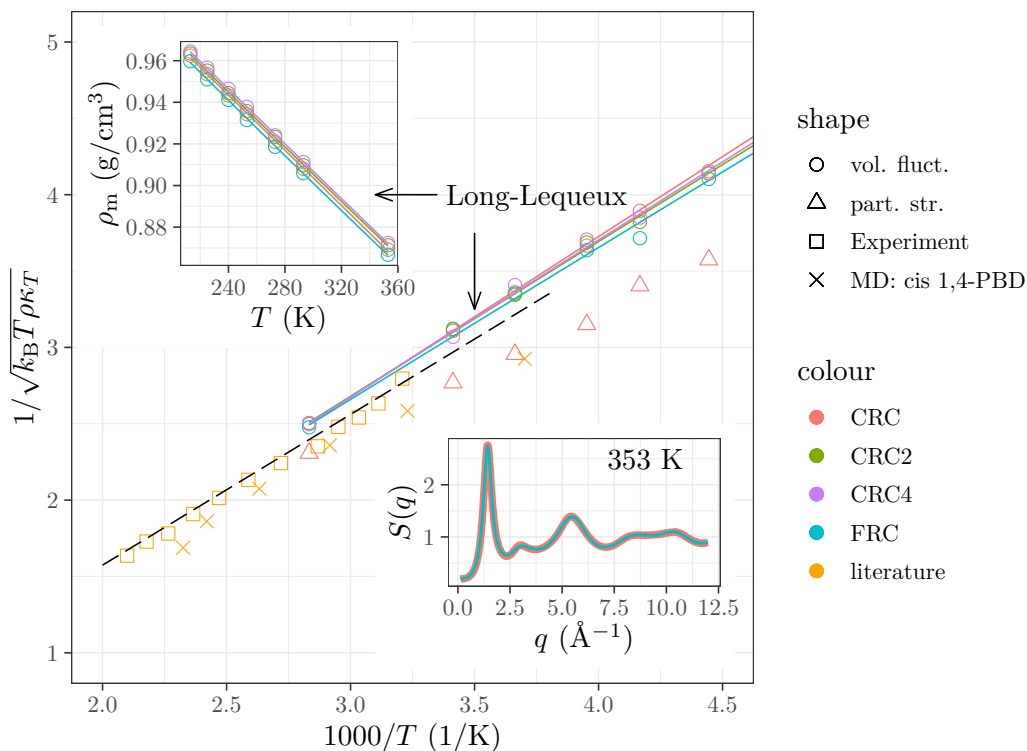 5
4
3
2
1
1/√k_BTρκ_T
2.0 2.5 3.0 3.5 4.0 4.5
1000/T (1/K)
0.96
0.94
0.92
0.90
0.88
ρ_m (g/cm³)
240 280 320 360
T (K)
Long-Lequeux
353 K
2
1
S(q)
0.0 2.5 5.0 7.5 10.0 12.5
q (Å⁻¹)
shape
vol. fluct.
part. str.
Experiment
MD: cis 1,4-PBD
colour
CRC
CRC2
CRC4
FRC
literature